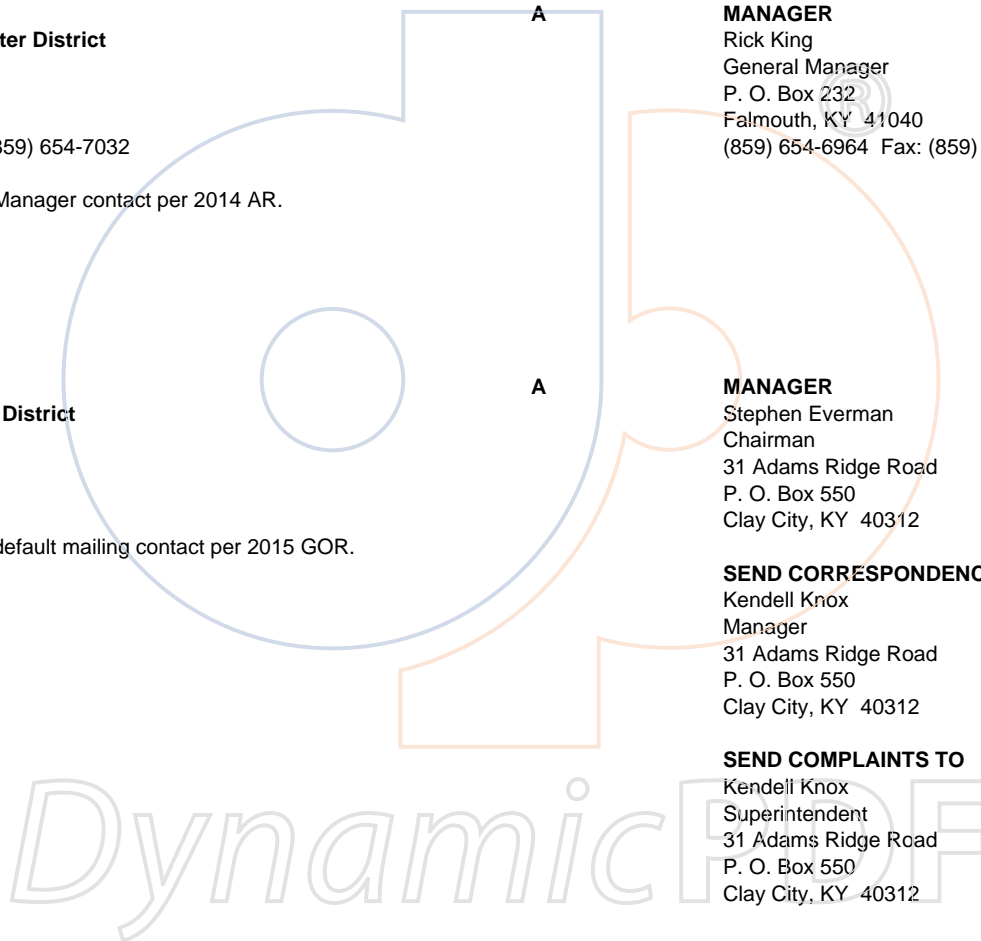 A
MANAGER
ter District
Rick King
General Manager
P. O. Box 232
Falmouth, KY 41040
859) 654-7032
(859) 654-6964 Fax: (859)
Manager contact per 2014 AR.
A
MANAGER
District
Stephen Everman
Chairman
31 Adams Ridge Road
P. O. Box 550
Clay City, KY 40312
default mailing contact per 2015 GOR.
SEND CORRESPONDENC
Kendell Knox
Manager
31 Adams Ridge Road
P. O. Box 550
Clay City, KY 40312
SEND COMPLAINTS TO
Kendell Knox
Superintendent
31 Adams Ridge Road
P. O. Box 550
Clay City, KY 40312
DynamicPDF
®